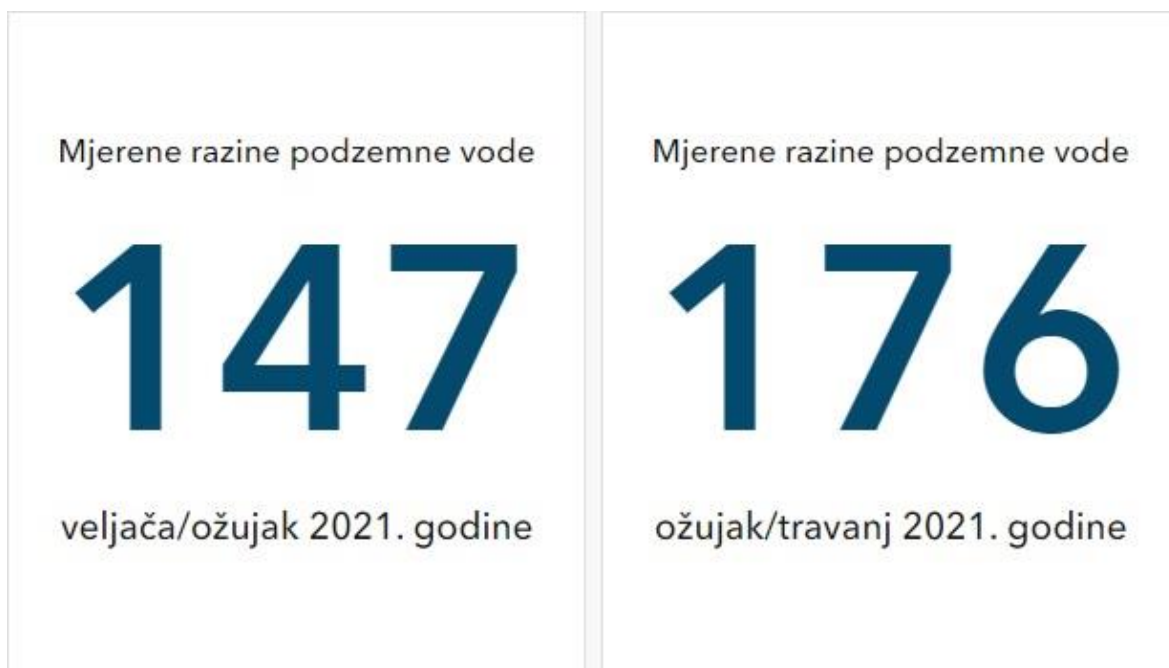 Mjerene razine podzemne vode
147
veljača/ožujak 2021. godine
Mjerene razine podzemne vode
176
ožujak/travanj 2021. godine